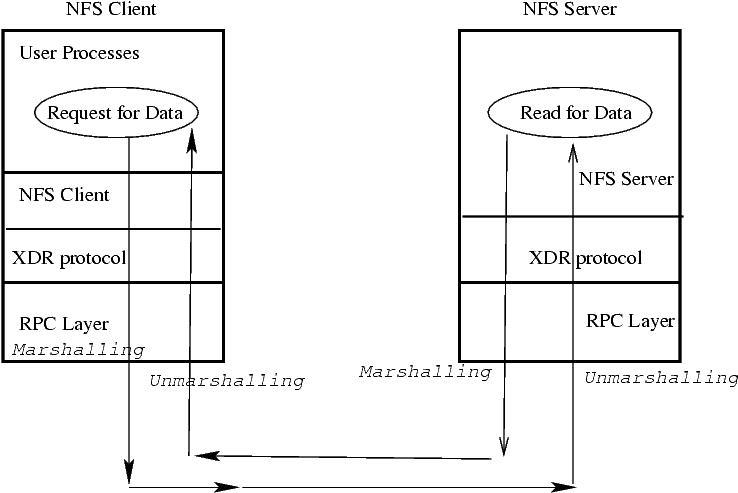 NFS Client
NFS Server
User Processes
Request for Data
Read for Data
NFS Server
NFS Client
XDR protocol
XDR protocol
RPC Layer
RPC Layer
Marshalling
Unmarshalling
Marshalling
Unmarshalling